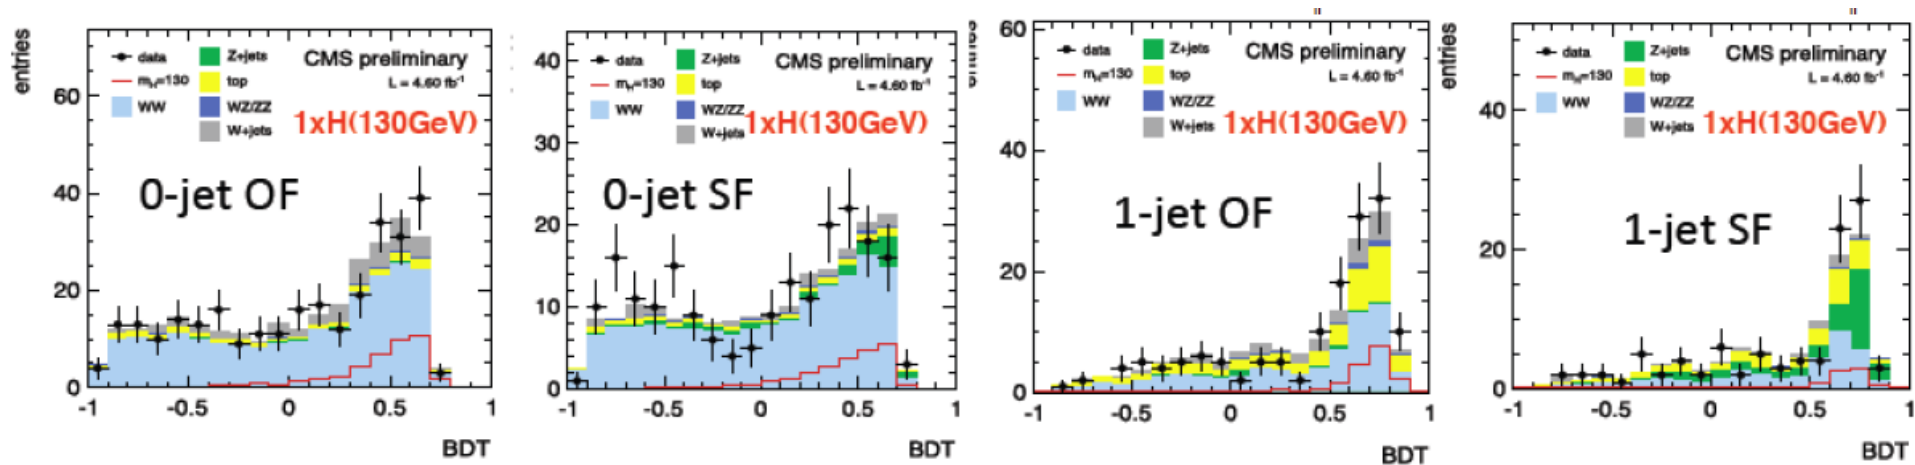 entries
60
40
20
0
data
mH=130
WW
Z+jets
top
WZ/ZZ
W+jets
CMS preliminary
L = 4.60 fb⁻¹
1xH(130GeV)
0-jet OF
-1 -0.5 0 0.5 1
BDT
40
30
20
10
0
data
mH=130
WW
Z+jets
top
WZ/ZZ
W+jets
CMS preliminary
L = 4.60 fb⁻¹
1xH(130GeV)
0-jet SF
-1 -0.5 0 0.5 1
BDT
60
40
20
0
data
mH=130
WW
Z+jets
top
WZ/ZZ
W+jets
CMS preliminary
L = 4.60 fb⁻¹
1xH(130GeV)
1-jet OF
-1 -0.5 0 0.5 1
BDT
entries
40
20
0
data
mH=130
WW
Z+jets
top
WZ/ZZ
W+jets
CMS preliminary
L = 4.60 fb⁻¹
1xH(130GeV)
1-jet SF
-1 -0.5 0 0.5 1
BDT